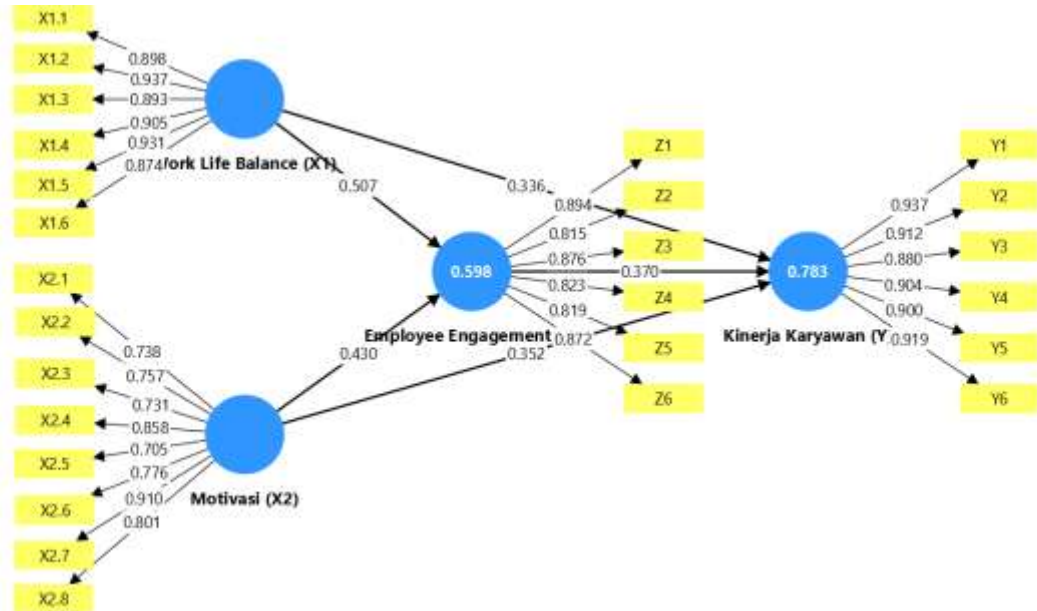 X1.1
X1.2
X1.3
X1.4
X1.5
X1.6
0.898
0.937
0.893
0.905
0.931
0.874
ork Life Balance (X1)
0.507
0.336
X2.1
X2.2
X2.3
X2.4
X2.5
X2.6
X2.7
X2.8
0.738
0.757
0.731
0.858
0.705
0.776
0.910
0.801
Motivasi (X2)
0.430
0.352
0.598
Employee Engagement
0.370
0.894
0.815
0.876
0.823
0.819
0.872
Z1
Z2
Z3
Z4
Z5
Z6
0.783
Kinerja Karyawan (Y
0.937
0.912
0.880
0.904
0.900
0.919
Y1
Y2
Y3
Y4
Y5
Y6